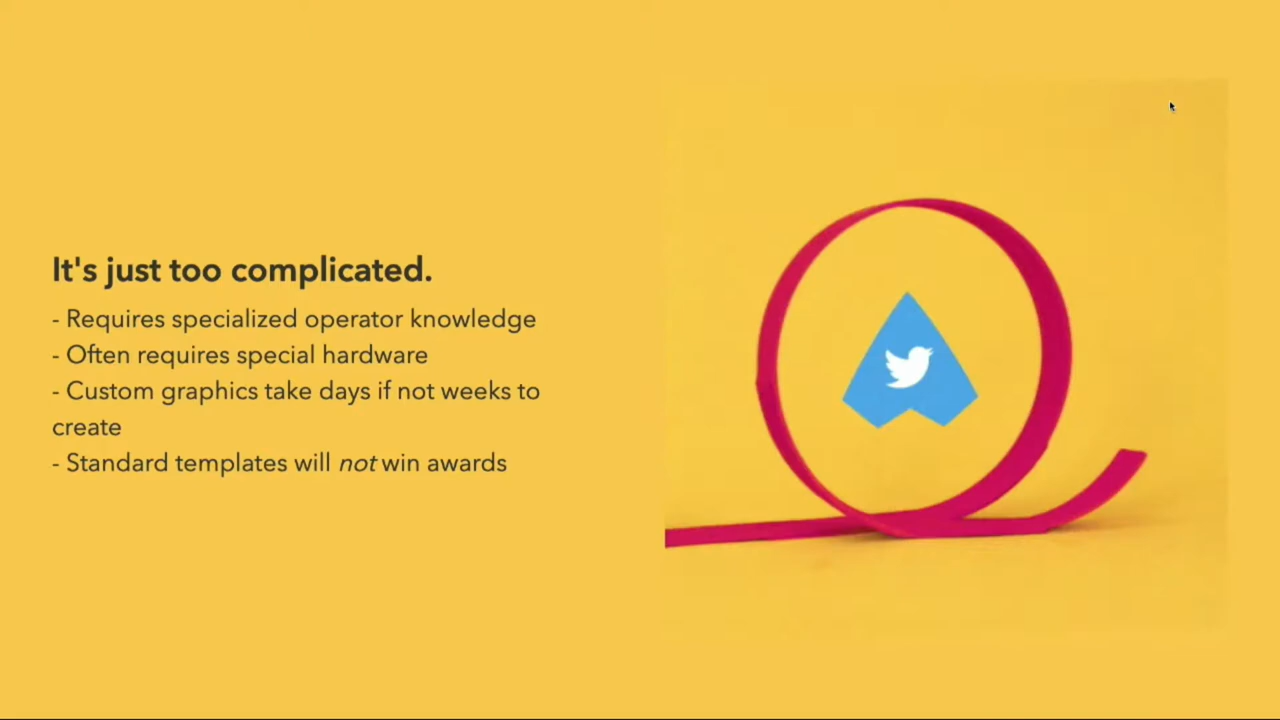 It's just too complicated.
- Requires specialized operator knowledge
- Often requires special hardware
- Custom graphics take days if not weeks to
create
- Standard templates will not win awards